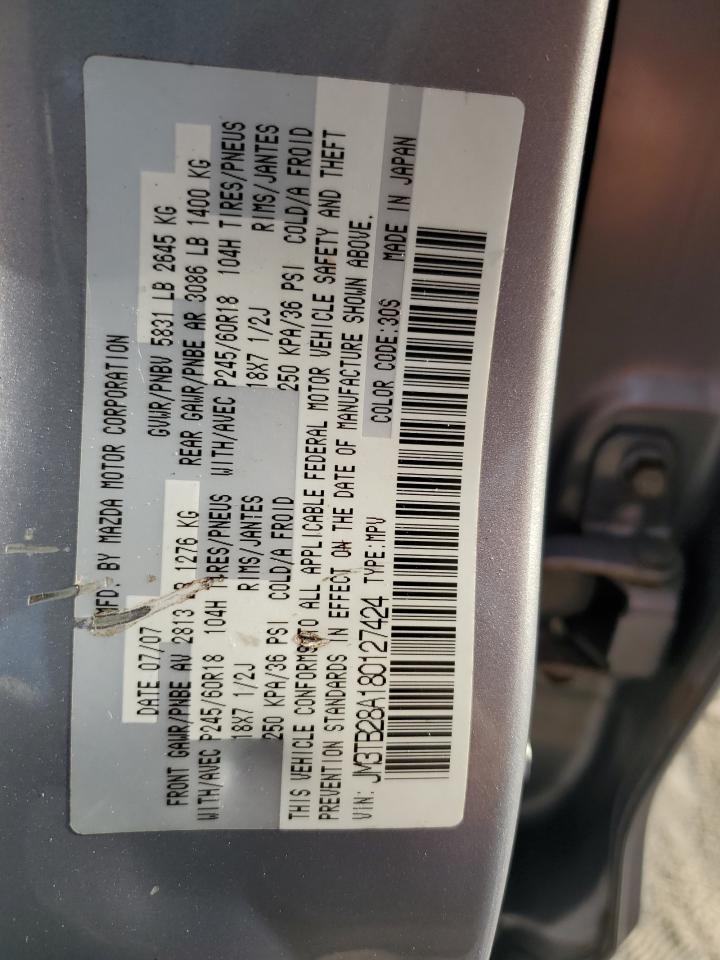 MFD. BY MAZDA MOTOR CORPORATION
DATE 07/07 GVWR/PNBV 5831 LB 2645 KG
FRONT GAWR/PNBE AV 2813 LB 1276 KG REAR GAWR/PNBE AR 3086 LB 1400 KG
WITH/AVEC P245/60R18 104H TIRES/PNEUS WITH/AVEC P245/60R18 104H TIRES/PNEUS
18X7 1/2J RIMS/JANTES 18X7 1/2J RIMS/JANTES
250 KPA/36 PSI COLD/A FROID 250 KPA/36 PSI COLD/A FROID
THIS VEHICLE CONFORMS TO ALL APPLICABLE FEDERAL MOTOR VEHICLE SAFETY AND THEFT
PREVENTION STANDARDS IN EFFECT ON THE DATE OF MANUFACTURE SHOWN ABOVE.
VIN: JM3TB28A180127424 TYPE:MPV COLOR CODE:30S MADE IN JAPAN